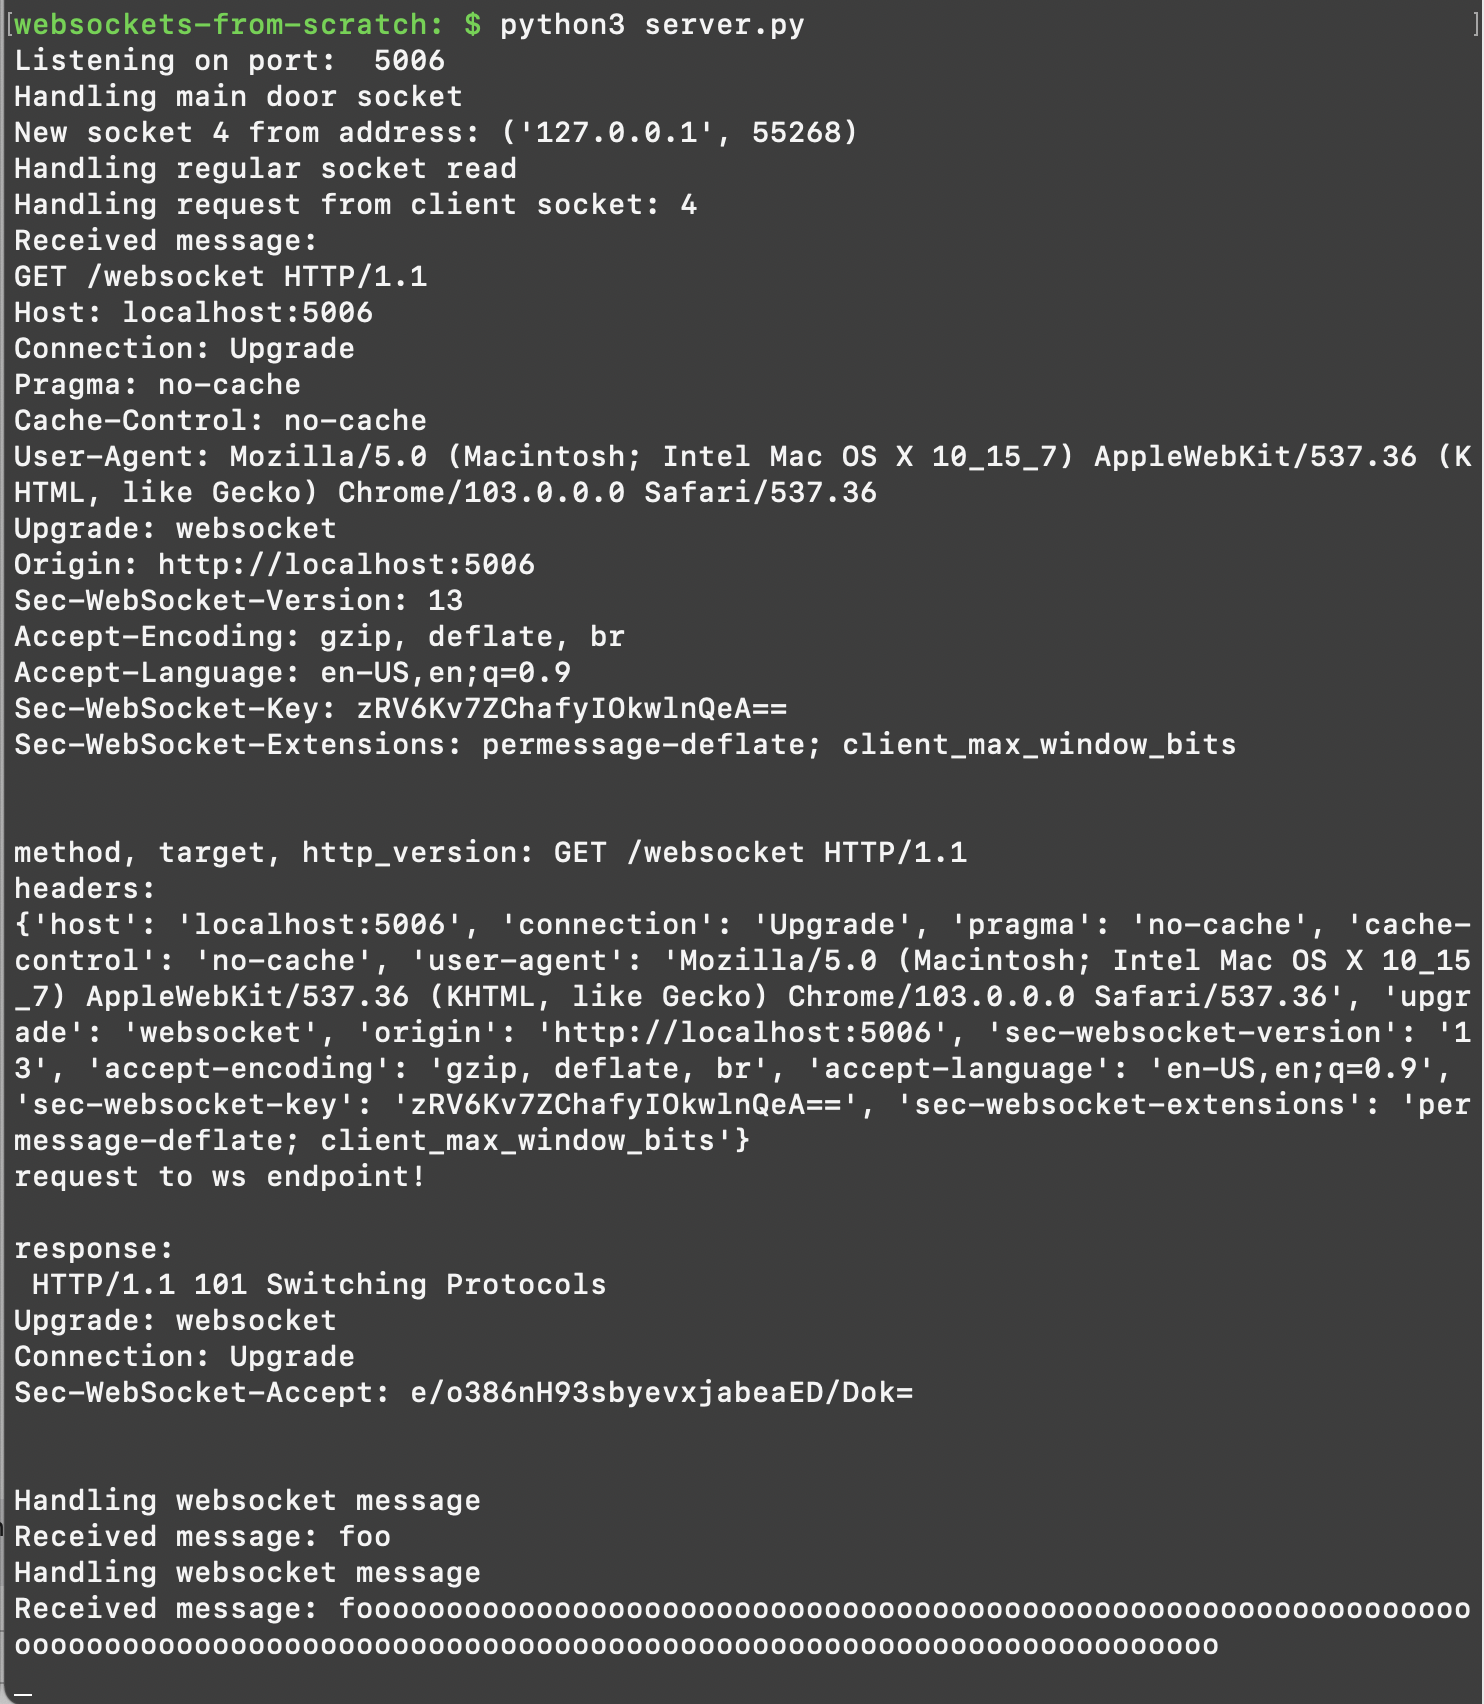 [websockets-from-scratch: $ python3 server.py ]
Listening on port:  5006
Handling main door socket
New socket 4 from address: ('127.0.0.1', 55268)
Handling regular socket read
Handling request from client socket: 4
Received message:
GET /websocket HTTP/1.1
Host: localhost:5006
Connection: Upgrade
Pragma: no-cache
Cache-Control: no-cache
User-Agent: Mozilla/5.0 (Macintosh; Intel Mac OS X 10_15_7) AppleWebKit/537.36 (K
HTML, like Gecko) Chrome/103.0.0.0 Safari/537.36
Upgrade: websocket
Origin: http://localhost:5006
Sec-WebSocket-Version: 13
Accept-Encoding: gzip, deflate, br
Accept-Language: en-US,en;q=0.9
Sec-WebSocket-Key: zRV6Kv7ZChafyIOkwlnQeA==
Sec-WebSocket-Extensions: permessage-deflate; client_max_window_bits
method, target, http_version: GET /websocket HTTP/1.1
headers:
{'host': 'localhost:5006', 'connection': 'Upgrade', 'pragma': 'no-cache', 'cache-
control': 'no-cache', 'user-agent': 'Mozilla/5.0 (Macintosh; Intel Mac OS X 10_15
_7) AppleWebKit/537.36 (KHTML, like Gecko) Chrome/103.0.0.0 Safari/537.36', 'upgr
ade': 'websocket', 'origin': 'http://localhost:5006', 'sec-websocket-version': '1
3', 'accept-encoding': 'gzip, deflate, br', 'accept-language': 'en-US,en;q=0.9',
'sec-websocket-key': 'zRV6Kv7ZChafyIOkwlnQeA==', 'sec-websocket-extensions': 'per
message-deflate; client_max_window_bits'}
request to ws endpoint!
response:
 HTTP/1.1 101 Switching Protocols
Upgrade: websocket
Connection: Upgrade
Sec-WebSocket-Accept: e/o386nH93sbyevxjabeaED/Dok=
Handling websocket message
Received message: foo
Handling websocket message
Received message: foooooooooooooooooooooooooooooooooooooooooooooooooooooooooooooo
ooooooooooooooooooooooooooooooooooooooooooooooooooooooooooooooooooo